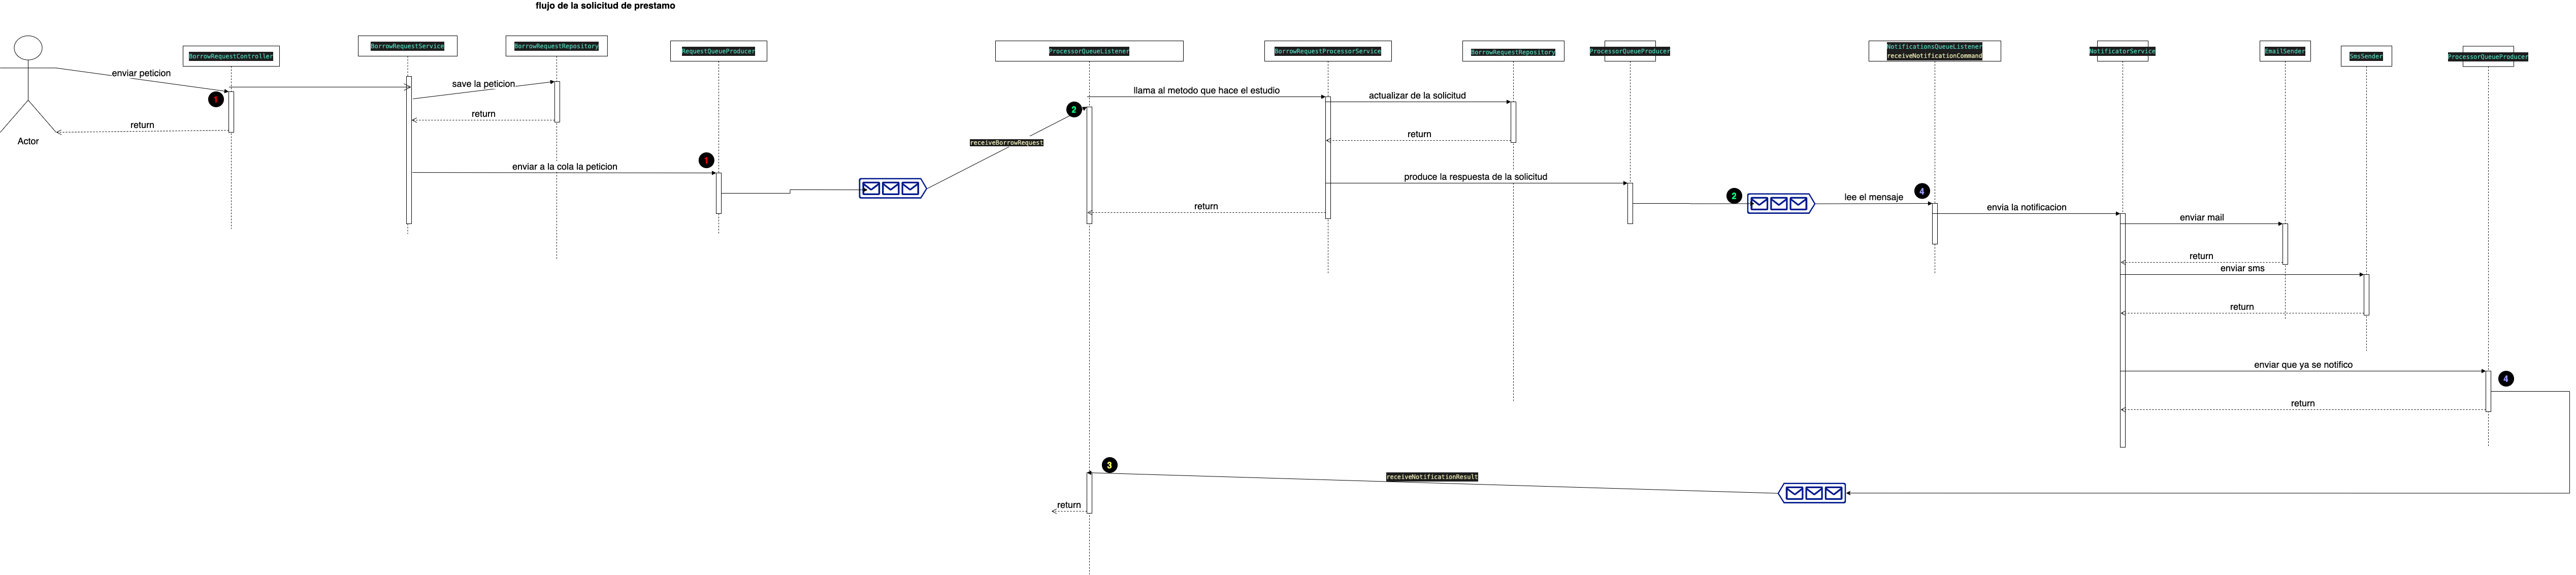 flujo de la solicitud de prestamo
BorrowRequestController
BorrowRequestService
BorrowRequestRepository
RequestQueueProducer
ProcessorQueueListener
BorrowRequestProcessorService
BorrowRequestRepository
ProcessorQueueProducer
NotificationsQueueListener
receiveNotificationCommand
NotificatorService
EmailSender
SmsSender
ProcessorQueueProducer
enviar peticion
1
return
Actor
save la peticion
return
enviar a la cola la peticion
1
receiveBorrowRequest
2
llama al metodo que hace el estudio
actualizar de la solicitud
return
produce la respuesta de la solicitud
return
2
lee el mensaje
4
envia la notificacion
enviar mail
return
enviar sms
return
enviar que ya se notifico
4
return
3
receiveNotificationResult
return